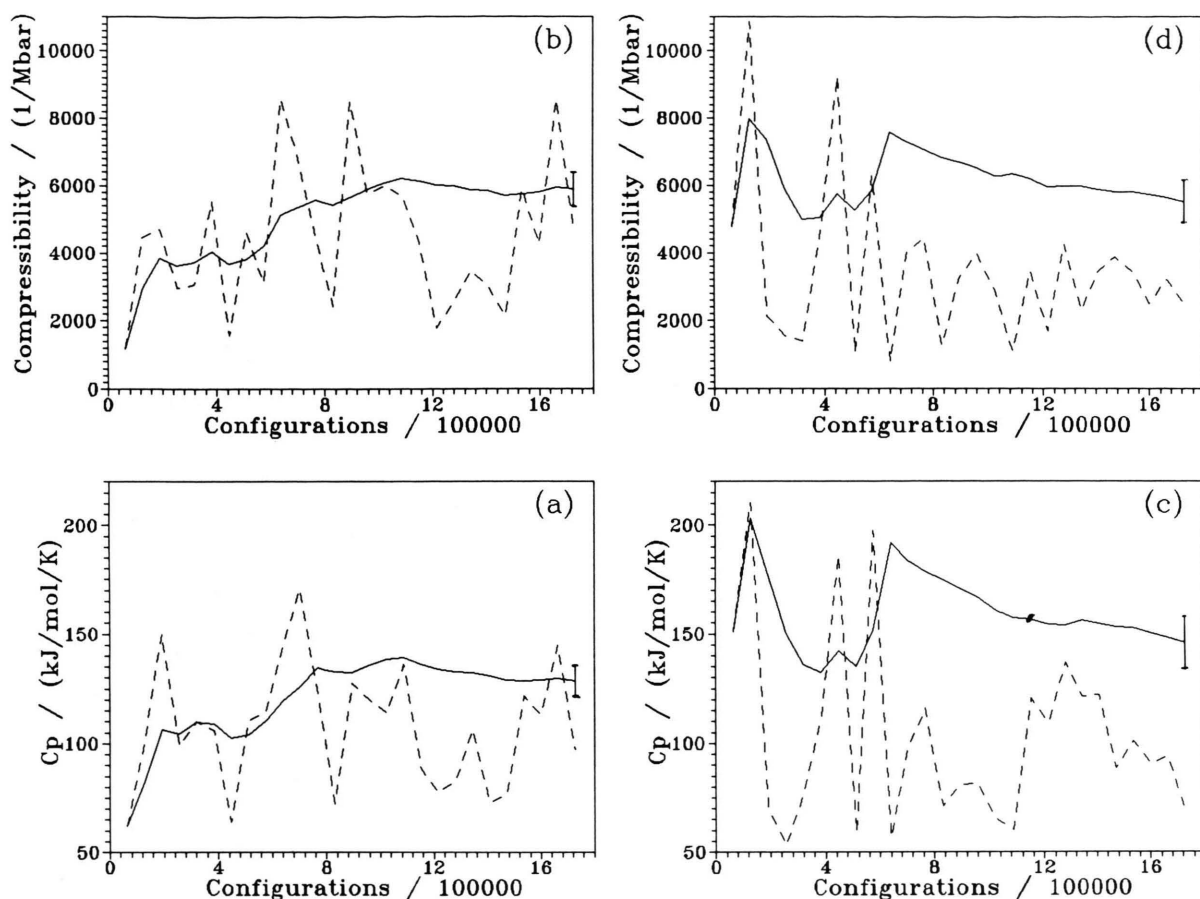 (b)
Compressibility / (1/Mbar)
10000
8000
6000
4000
2000
0
0 4 8 12 16
Configurations / 100000
(d)
Compressibility / (1/Mbar)
10000
8000
6000
4000
2000
0
0 4 8 12 16
Configurations / 100000
(a)
Cp / (kJ/mol/K)
200
150
100
50
0 4 8 12 16
Configurations / 100000
(c)
Cp / (kJ/mol/K)
200
150
100
50
0 4 8 12 16
Configurations / 100000